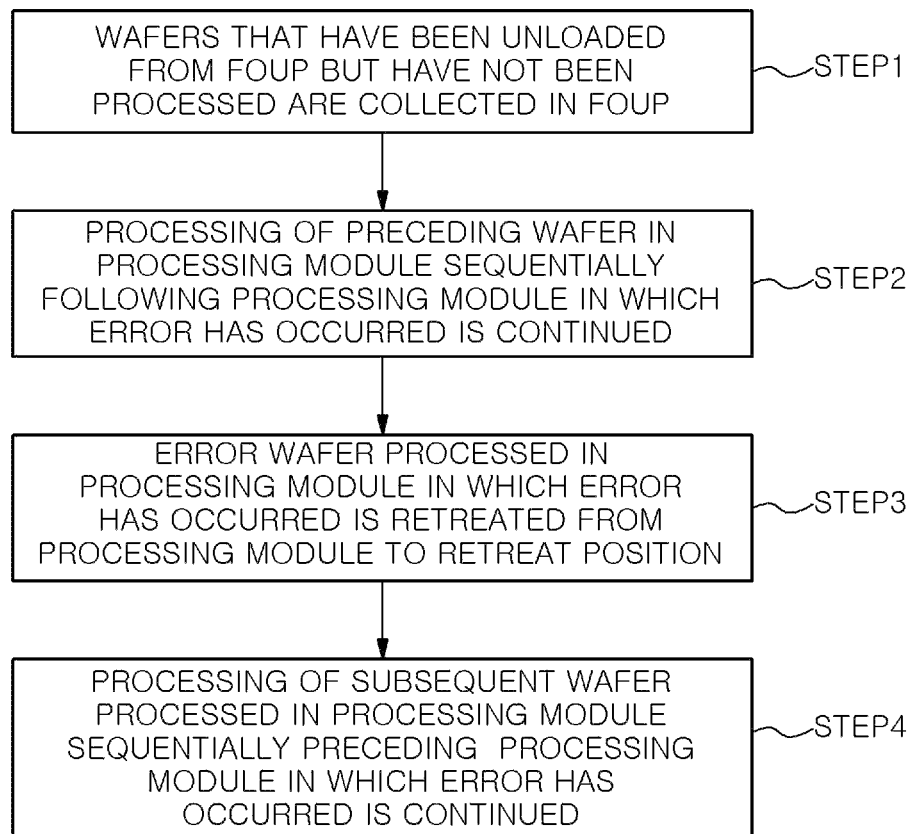 WAFERS THAT HAVE BEEN UNLOADED
FROM FOUP BUT HAVE NOT BEEN
PROCESSED ARE COLLECTED IN FOUP
STEP1
PROCESSING OF PRECEDING WAFER IN
PROCESSING MODULE SEQUENTIALLY
FOLLOWING PROCESSING MODULE IN WHICH
ERROR HAS OCCURRED IS CONTINUED
STEP2
ERROR WAFER PROCESSED IN
PROCESSING MODULE IN WHICH ERROR
HAS OCCURRED IS RETREATED FROM
PROCESSING MODULE TO RETREAT POSITION
STEP3
PROCESSING OF SUBSEQUENT WAFER
PROCESSED IN PROCESSING MODULE
SEQUENTIALLY PRECEDING PROCESSING
MODULE IN WHICH ERROR HAS
OCCURRED IS CONTINUED
STEP4